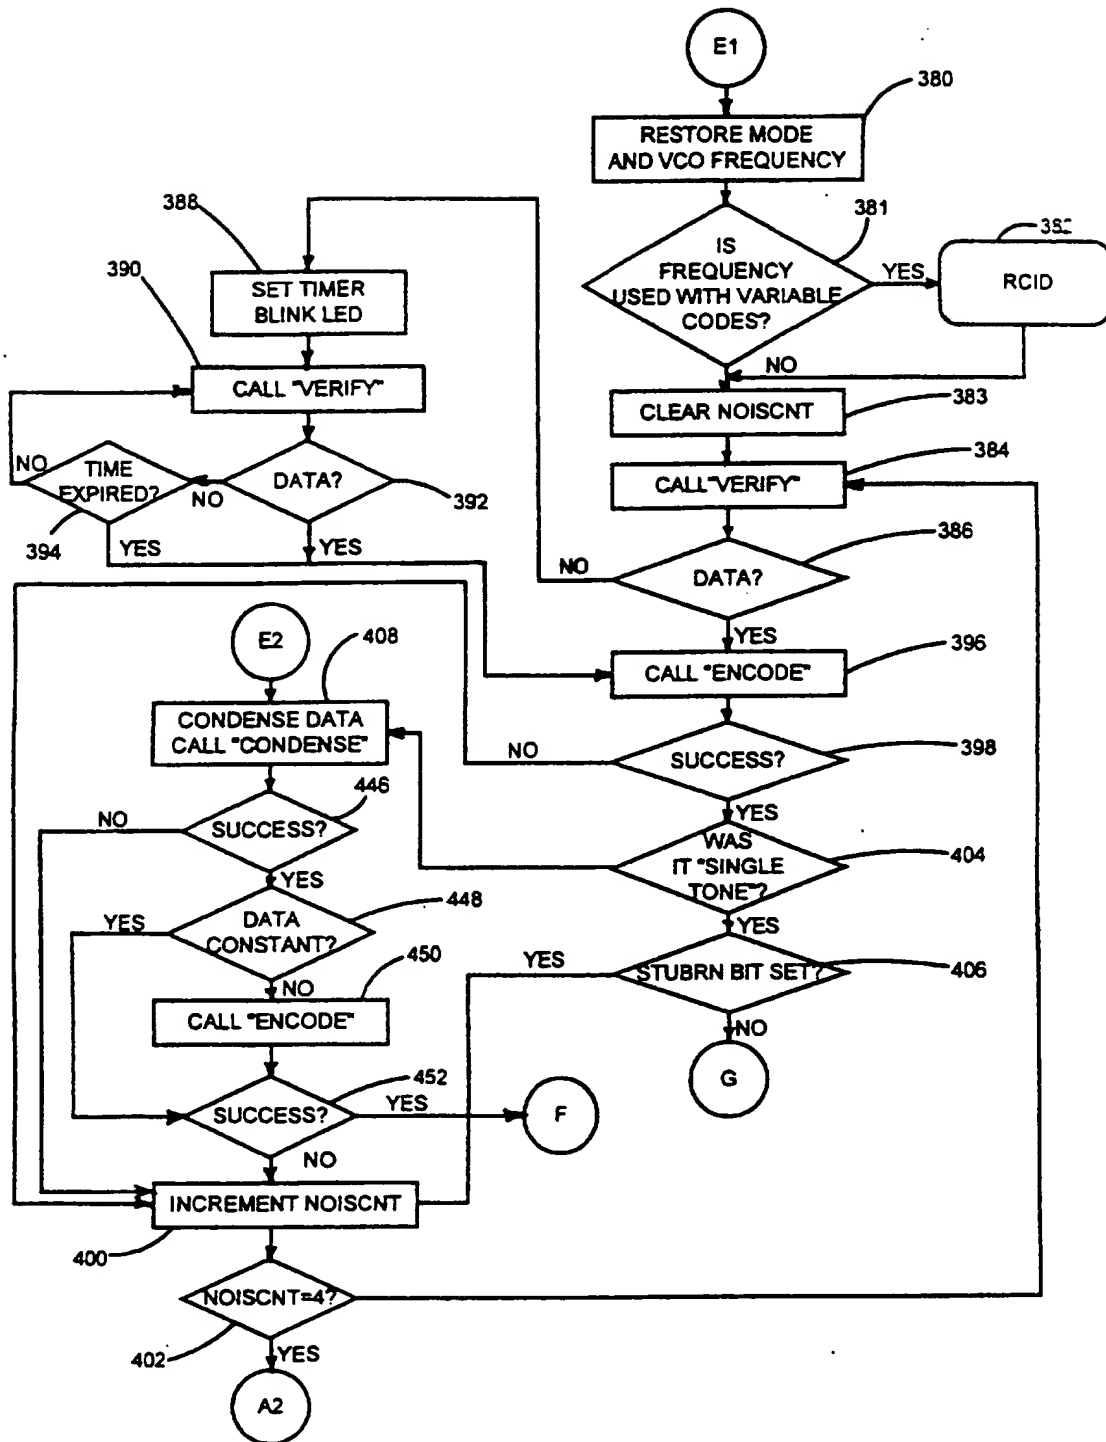 E1
380
RESTORE MODE
AND VCO FREQUENCY
388
381
IS
FREQUENCY
USED WITH VARIABLE
CODES?
YES
RCID
390
SET TIMER
BLINK LED
NO
CALL "VERIFY"
CLEAR NOISCNT
383
384
NO
TIME
EXPIRED?
NO
DATA?
392
CALL"VERIFY"
394
YES
YES
386
NO
DATA?
YES
E2
408
396
CALL "ENCODE"
CONDENSE DATA
CALL "CONDENSE"
NO
SUCCESS?
398
446
NO
SUCCESS?
YES
WAS
IT "SINGLE
TONE"?
404
YES
448
YES
DATA
CONSTANT?
YES
450
YES
STUBRN BIT SET?
406
NO
CALL "ENCODE"
NO
G
452
SUCCESS?
YES
F
NO
INCREMENT NOISCNT
400
NOISCNT=4?
402
YES
A2